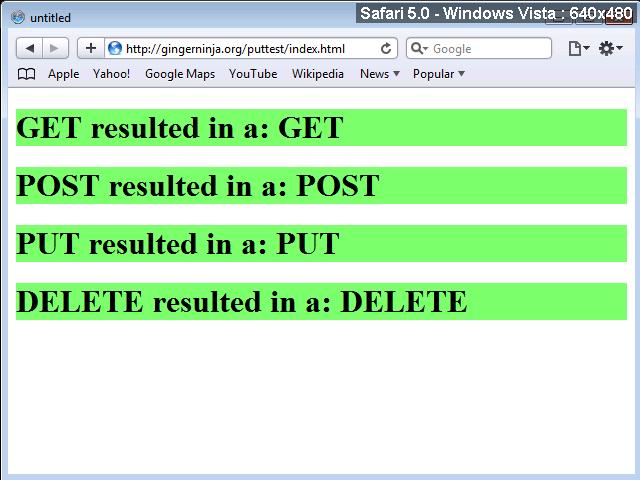 untitled
Safari 5.0 - Windows Vista : 640x480
http://gingerninja.org/puttest/index.html
Google
Apple Yahoo! Google Maps YouTube Wikipedia News Popular
GET resulted in a: GET
POST resulted in a: POST
PUT resulted in a: PUT
DELETE resulted in a: DELETE